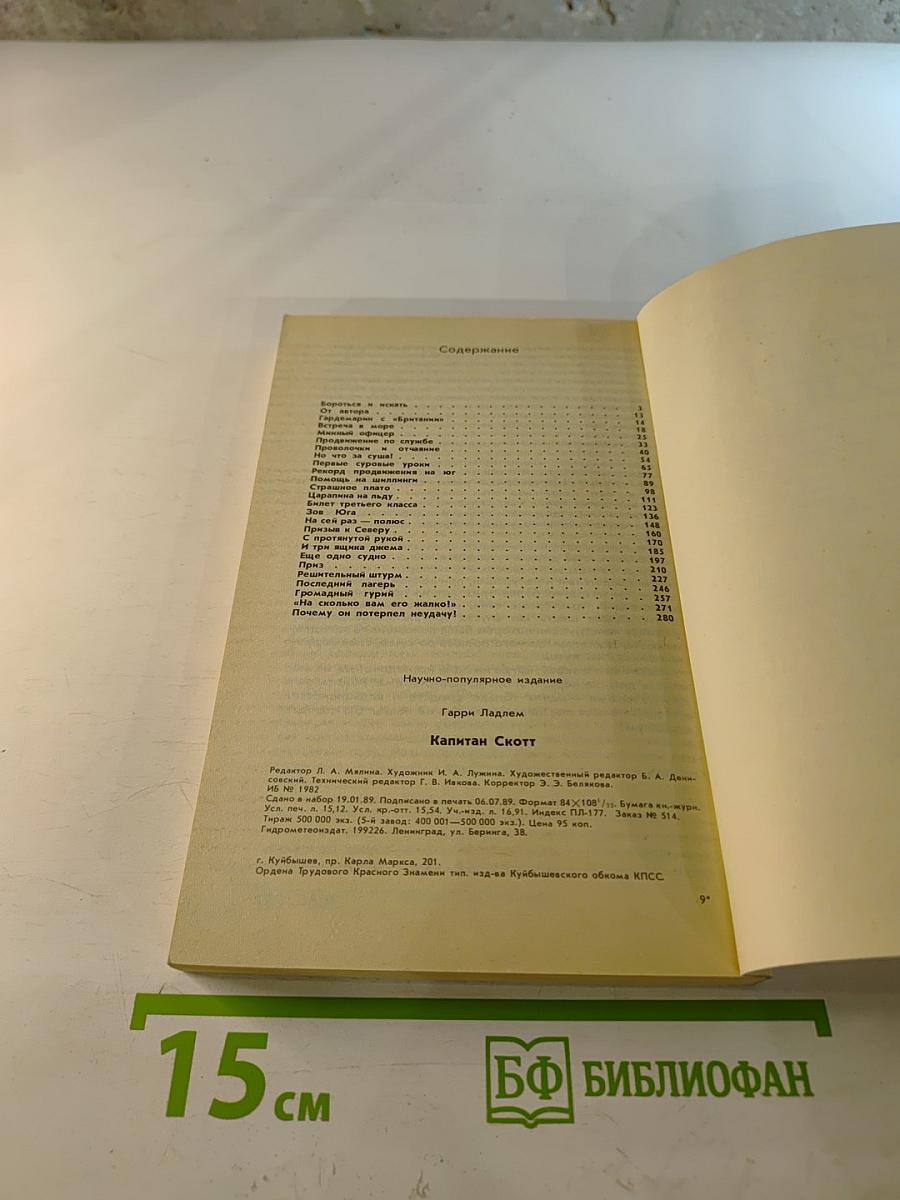 Содержание
Бороться и искать . . . . . . . . . . . . . . . . 3
От автора . . . . . . . . . . . . . . . . 13
Гардемарин с «Британии» . . . . . . . . . . . . . . . . 14
Встреча в море . . . . . . . . . . . . . . . . 18
Минный офицер . . . . . . . . . . . . . . . . 25
Продвижение по службе . . . . . . . . . . . . . . . . 33
Проволочки и отчаяние . . . . . . . . . . . . . . . . 40
Но что за суша! . . . . . . . . . . . . . . . . 54
Первые суровые уроки . . . . . . . . . . . . . . . . 65
Рекорд продвижения на юг . . . . . . . . . . . . . . . . 77
Помощь на шиллинги . . . . . . . . . . . . . . . . 89
Страшное плато . . . . . . . . . . . . . . . . 98
Царапина на льду . . . . . . . . . . . . . . . . 111
Билет третьего класса . . . . . . . . . . . . . . . . 123
Зов Юга . . . . . . . . . . . . . . . . 136
На сей раз — полюс . . . . . . . . . . . . . . . . 148
Призыв к Северу . . . . . . . . . . . . . . . . 160
С протянутой рукой . . . . . . . . . . . . . . . . 170
И три ящика джема . . . . . . . . . . . . . . . . 185
Еще одно судно . . . . . . . . . . . . . . . . 197
Приз . . . . . . . . . . . . . . . . 210
Решительный штурм . . . . . . . . . . . . . . . . 227
Последний лагерь . . . . . . . . . . . . . . . . 246
Громадный гурий . . . . . . . . . . . . . . . . 257
«На сколько вам его жалко!» . . . . . . . . . . . . . . . . 271
Почему он потерпел неудачу! . . . . . . . . . . . . . . . . 280
Научно-популярное издание
Гарри Ладлем
Капитан Скотт
Редактор Л. А. Мялина. Художник И. А. Лужина. Художественный редактор Б. А. Дени-
совский. Технический редактор Г. В. Ивкова. Корректор Э. Э. Белякова.
ИБ № 1982
Сдано в набор 19.01.89. Подписано в печать 06.07.89. Формат 84×108¹/₃₂. Бумага кн.-журн.
Усл. печ. л. 15,12. Усл. кр.-отт. 15,54. Уч.-изд. л. 16,91. Индекс ПЛ-177. Заказ № 514.
Тираж 500 000 экз. (5-й завод: 400 001—500 000 экз.). Цена 95 коп.
Гидрометеоиздат. 199226. Ленинград, ул. Беринга, 38.
г. Куйбышев, пр. Карла Маркса, 201.
Ордена Трудового Красного Знамени тип. изд-ва Куйбышевского обкома КПСС.
9*
15 см
БФ БИБЛИОФАН